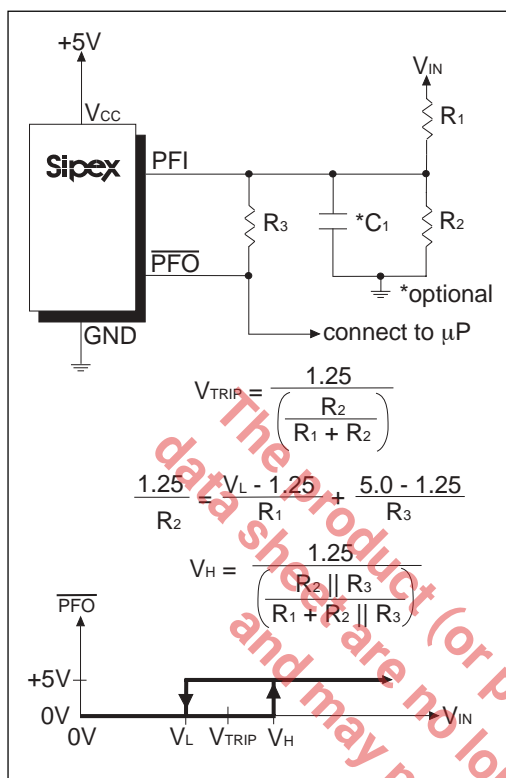 +5V
VIN
VCC
R1
Sipex
PFI
R3
*C1
R2
PFO
*optional
GND
connect to µP
VTRIP = 1.25 / (R2 / (R1 + R2))
1.25 / R2 = (VL - 1.25) / R1 + (5.0 - 1.25) / R3
VH = 1.25 / (R2 || R3 / (R1 + R2 || R3))
PFO
+5V
0V
0V
VL
VTRIP
VH
VIN
The product (or
data sheet are no
and may